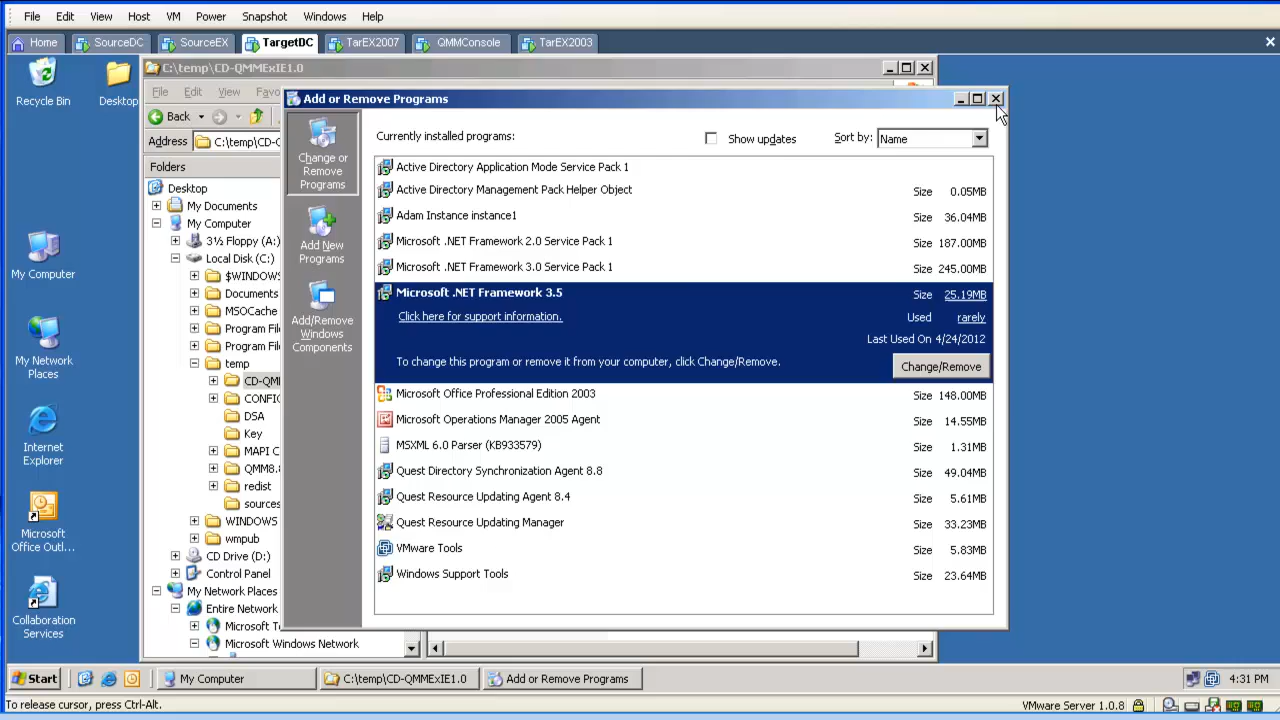 File Edit View Host VM Power Snapshot Windows Help
Home SourceDC SourceEX TargetDC TarEX2007 QMMConsole TarEX2003
Recycle Bin
Desktop
My Computer
My Network
Places
Internet
Explorer
Microsoft
Office Outl...
Collaboration
Services
C:\temp\CD-QMMExIE1.0
File Edit View Favo
Back
Address C:\temp\CD-
Folders
Desktop
My Documents
My Computer
3½ Floppy (A:)
Local Disk (C:)
$WINDOWS
Documents
MSOCache
Program File
Program File
temp
CD-QM
CONFIG
DSA
Key
MAPI C
QMM8.
redist
sources
WINDOWS
wmpub
CD Drive (D:)
Control Panel
My Network Places
Entire Network
Microsoft T
Microsoft Windows Network
Add or Remove Programs
Change or
Remove
Programs
Add New
Programs
Add/Remove
Windows
Components
Currently installed programs: Show updates Sort by: Name
Active Directory Application Mode Service Pack 1
Active Directory Management Pack Helper Object Size 0.05MB
Adam Instance instance1 Size 36.04MB
Microsoft .NET Framework 2.0 Service Pack 1 Size 187.00MB
Microsoft .NET Framework 3.0 Service Pack 1 Size 245.00MB
Microsoft .NET Framework 3.5 Size 25.19MB
Click here for support information. Used rarely
Last Used On 4/24/2012
To change this program or remove it from your computer, click Change/Remove. Change/Remove
Microsoft Office Professional Edition 2003 Size 148.00MB
Microsoft Operations Manager 2005 Agent Size 14.55MB
MSXML 6.0 Parser (KB933579) Size 1.31MB
Quest Directory Synchronization Agent 8.8 Size 49.04MB
Quest Resource Updating Agent 8.4 Size 5.61MB
Quest Resource Updating Manager Size 33.23MB
VMware Tools Size 5.83MB
Windows Support Tools Size 23.64MB
Start My Computer C:\temp\CD-QMMExIE1.0 Add or Remove Programs 4:31 PM
To release cursor, press Ctrl-Alt. VMware Server 1.0.8